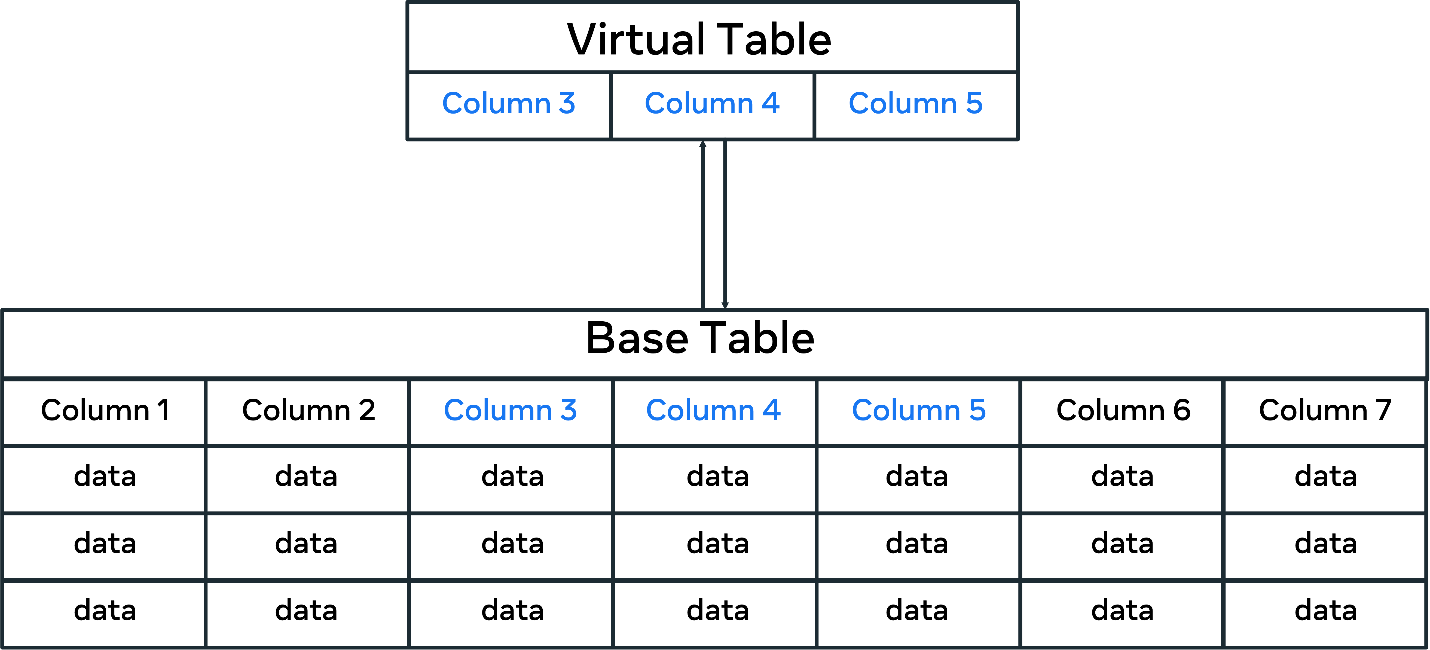 Virtual Table
Column 3 Column 4 Column 5
Base Table
Column 1 Column 2 Column 3 Column 4 Column 5 Column 6 Column 7
data data data data data data data
data data data data data data data
data data data data data data data